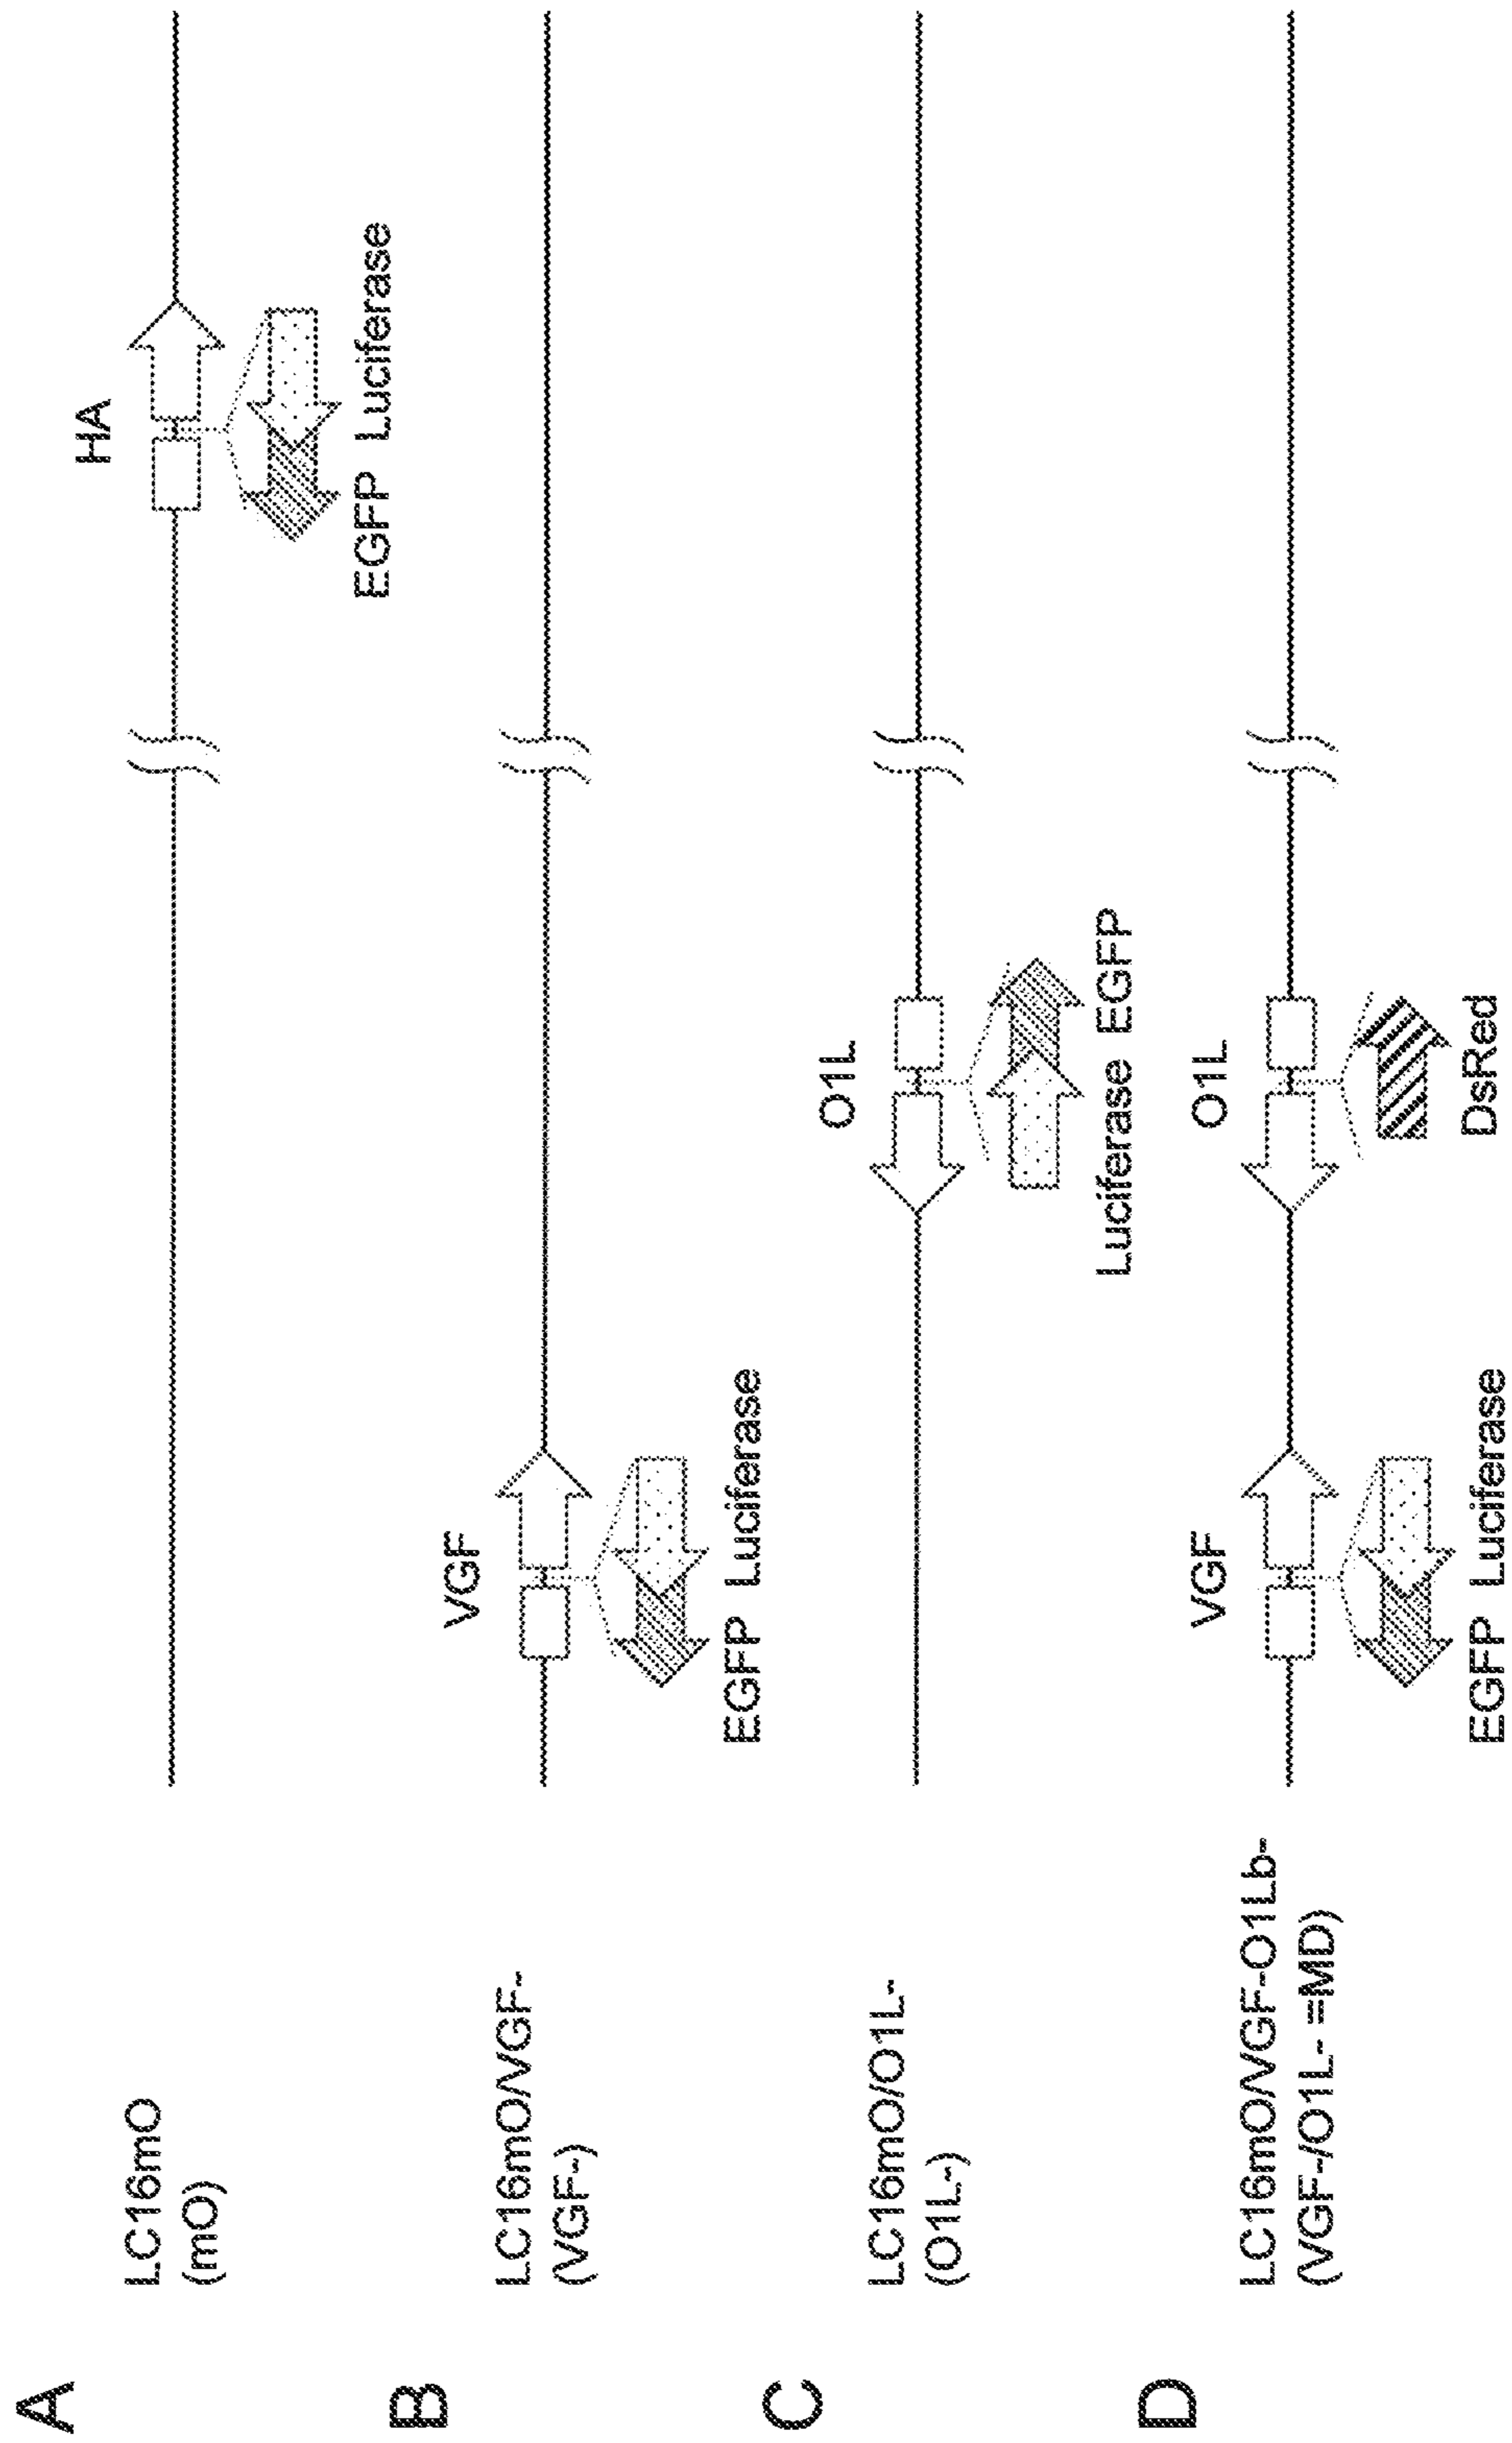 A
LC16mO
(mO)
HA
EGFP Luciferase
B
LC16mO/VGF-
(VGF-)
VGF
EGFP Luciferase
C
LC16mO/O1L-
(O1L-)
O1L
Luciferase EGFP
D
LC16mO/VGF-O1Lb-
(VGF-/O1L- =MD)
VGF
O1L
EGFP Luciferase
DsRed